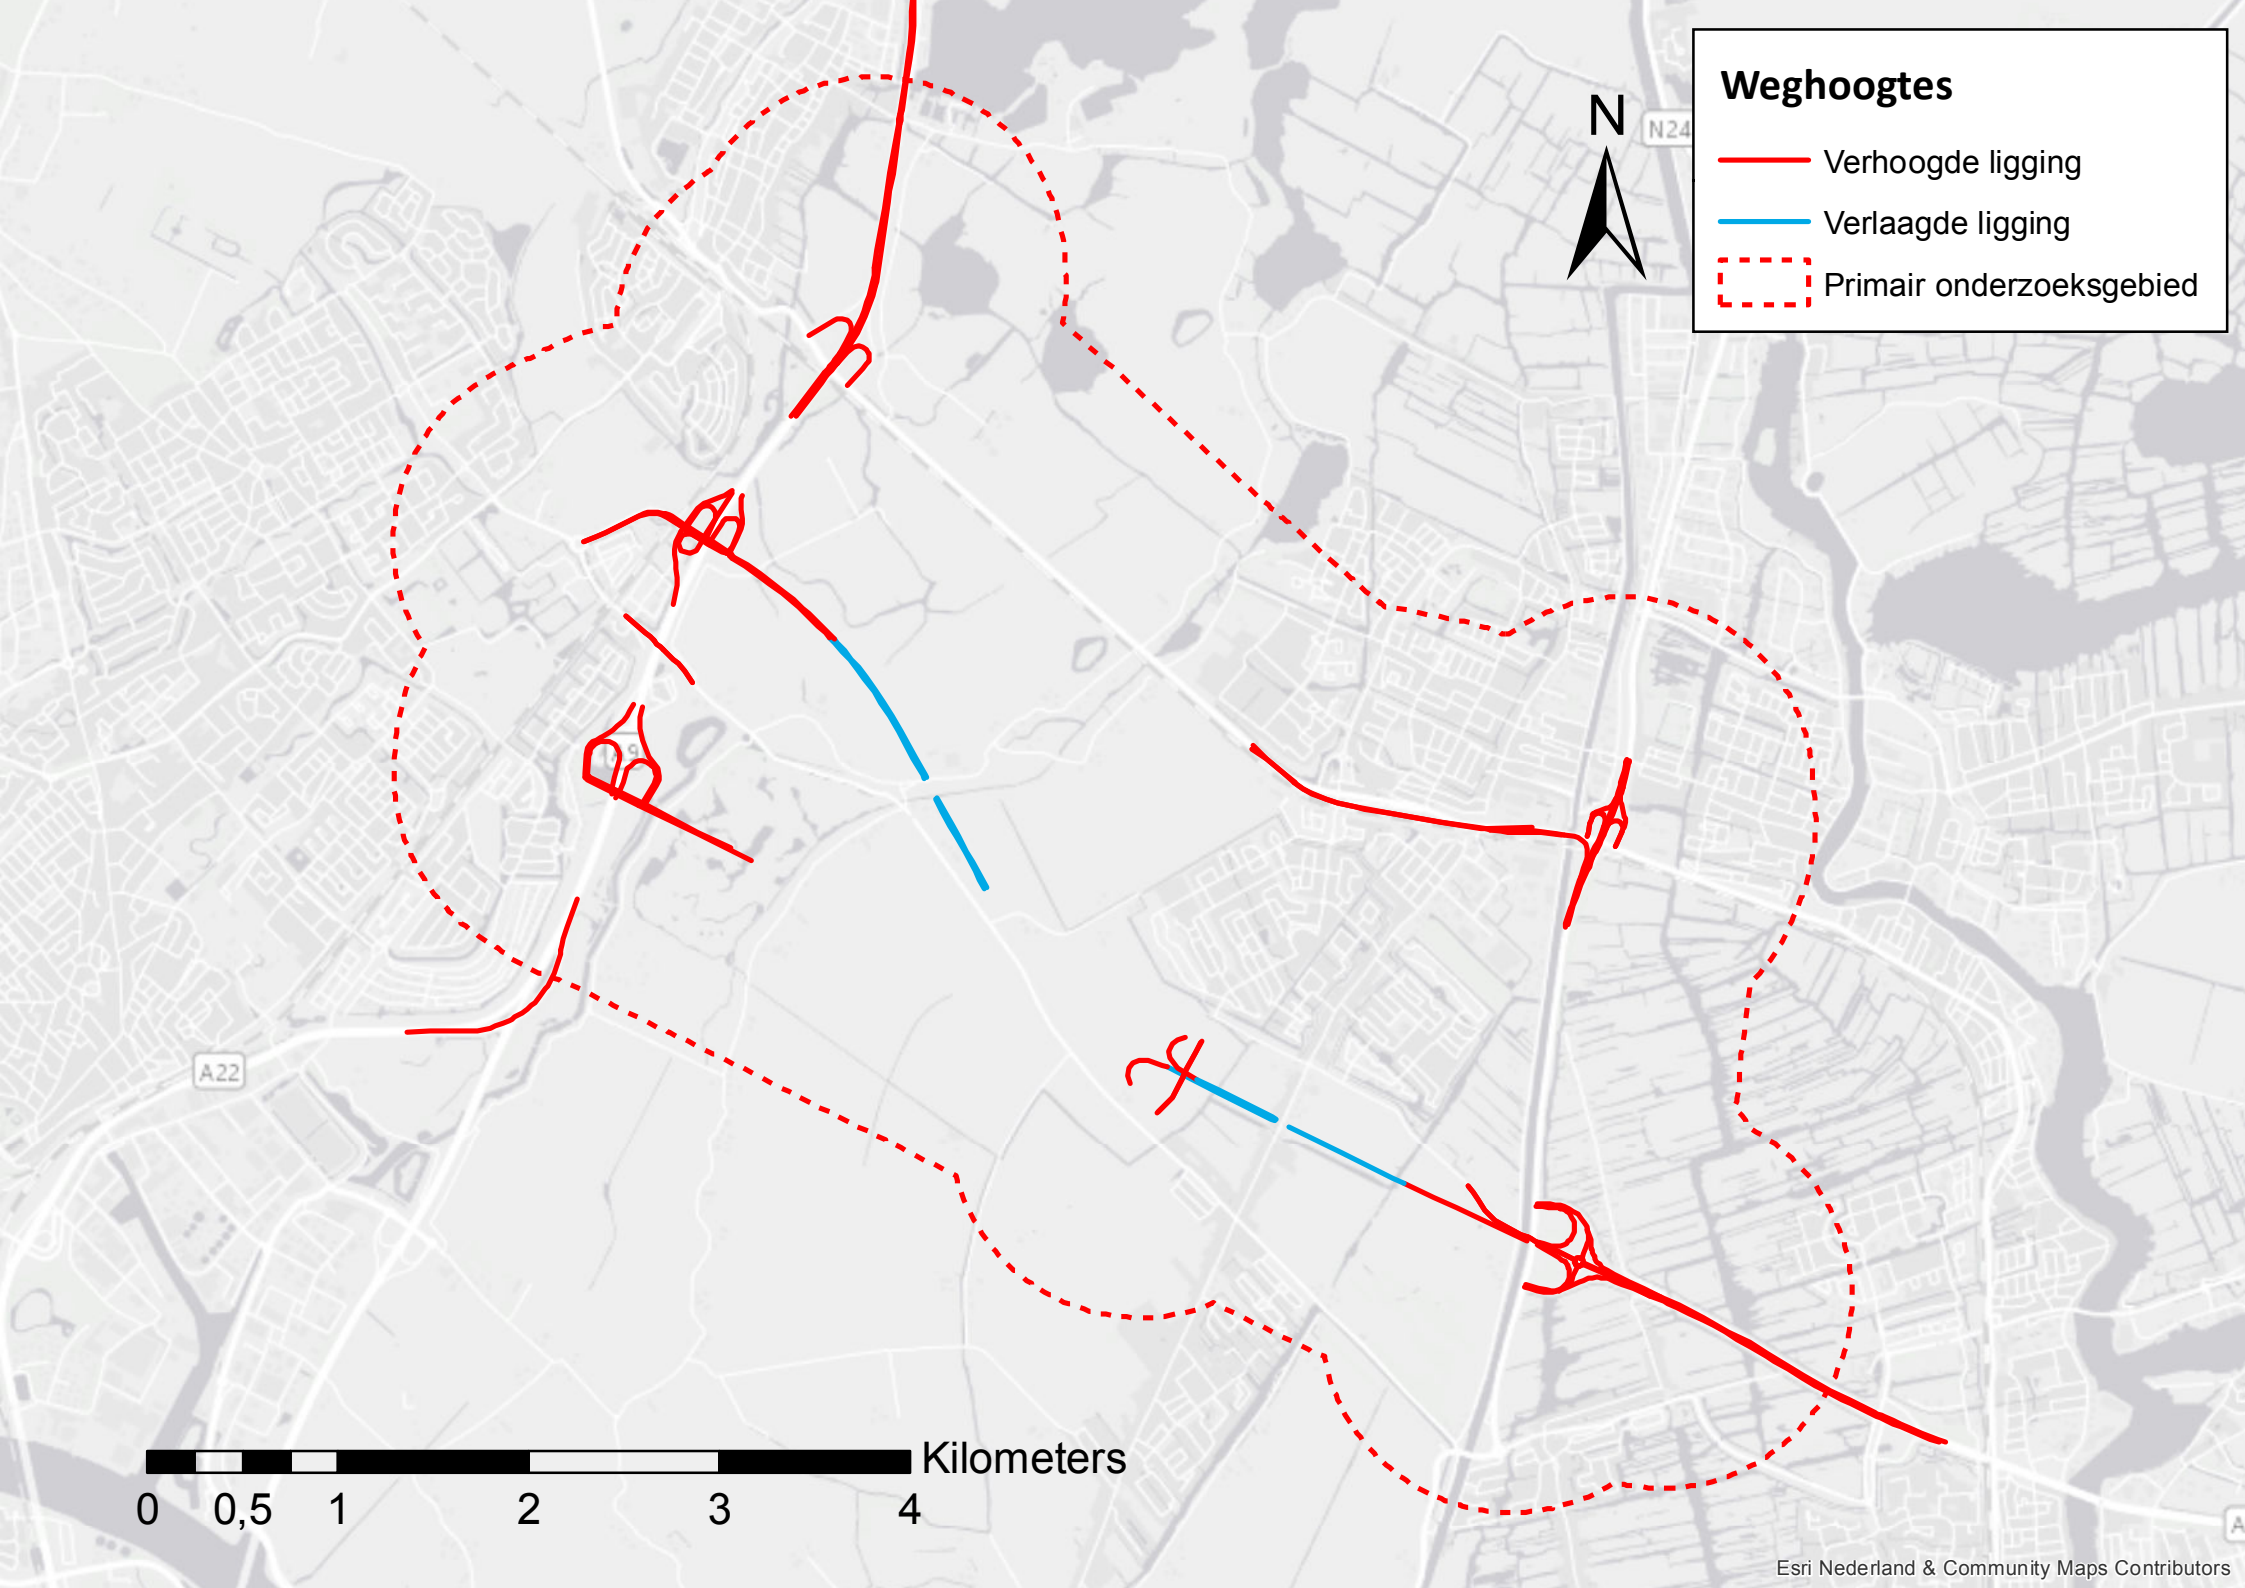 Weghoogtes
Verhoogde ligging
Verlaagde ligging
Primair onderzoeksgebied
N
N24
A9
A22
Kilometers
0 0,5 1 2 3 4
A
Esri Nederland & Community Maps Contributors